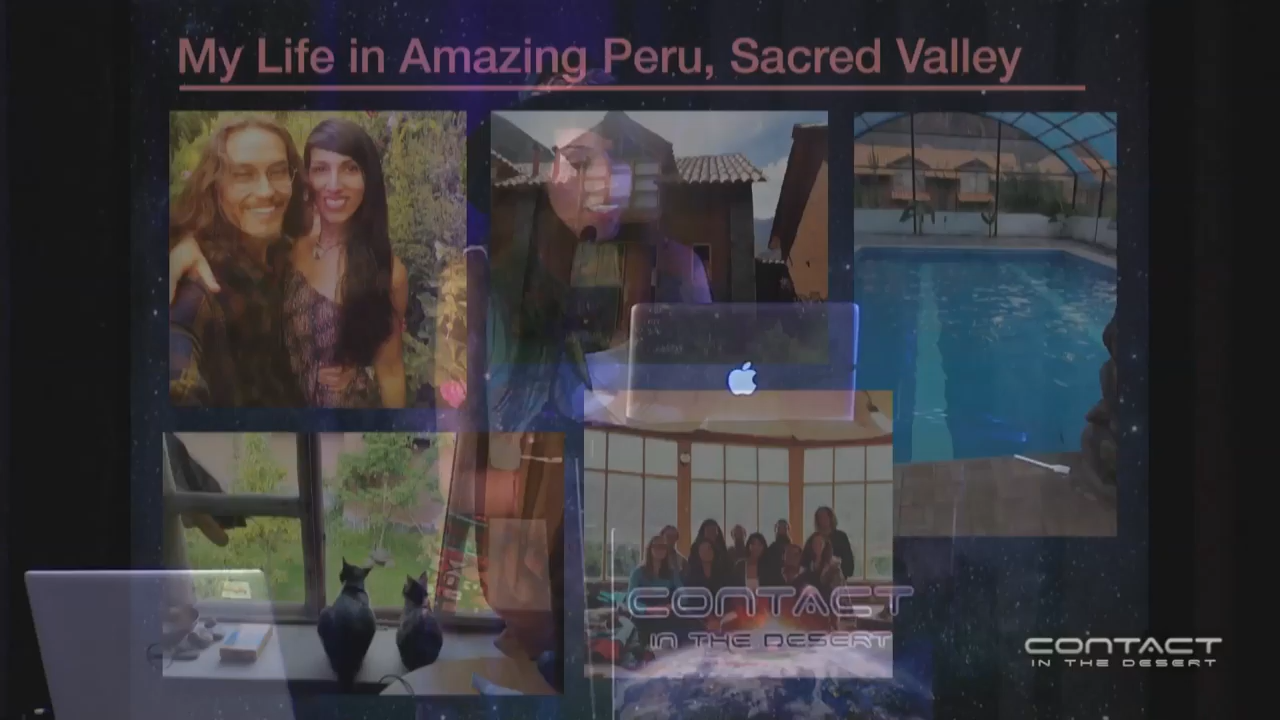 My Life in Amazing Peru, Sacred Valley
CONTACT
IN THE DESERT
CONTACT
IN THE DESERT